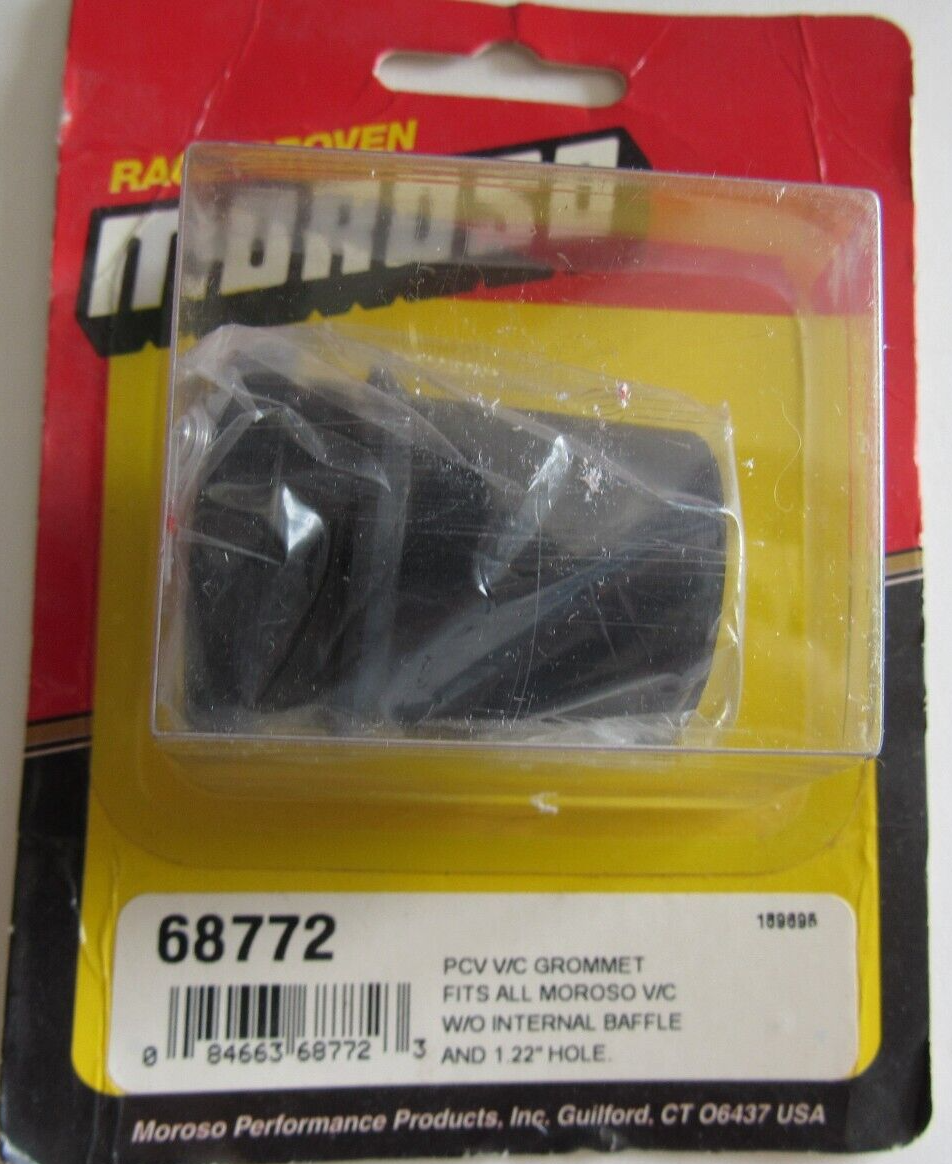 MOROSO
68772
PCV V/C GROMMET
FITS ALL MOROSO V/C
W/O INTERNAL BAFFLE
AND 1.22" HOLE.
0 84663 68772 3
Moroso Performance Products, Inc. Guilford, CT 06437 USA